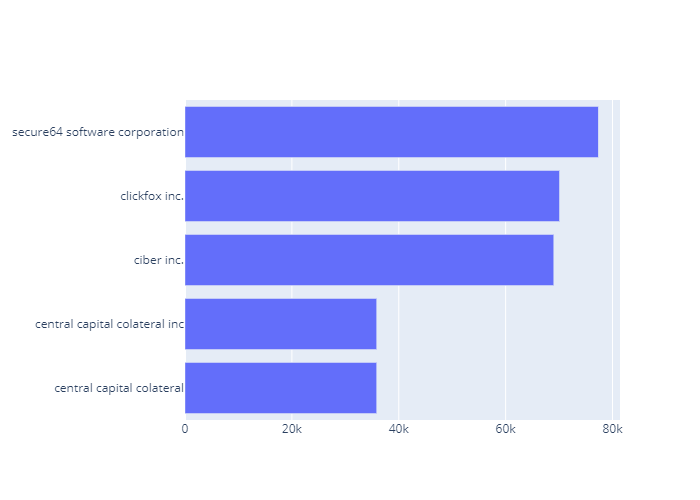 secure64 software corporation
clickfox inc.
ciber inc.
central capital colateral inc
central capital colateral
0 20k 40k 60k 80k